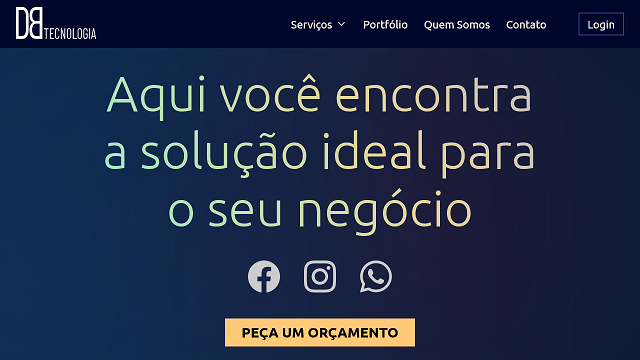 DB TECNOLOGIA
Serviços
Portfólio
Quem Somos
Contato
Login
Aqui você encontra
a solução ideal para
o seu negócio
PEÇA UM ORÇAMENTO